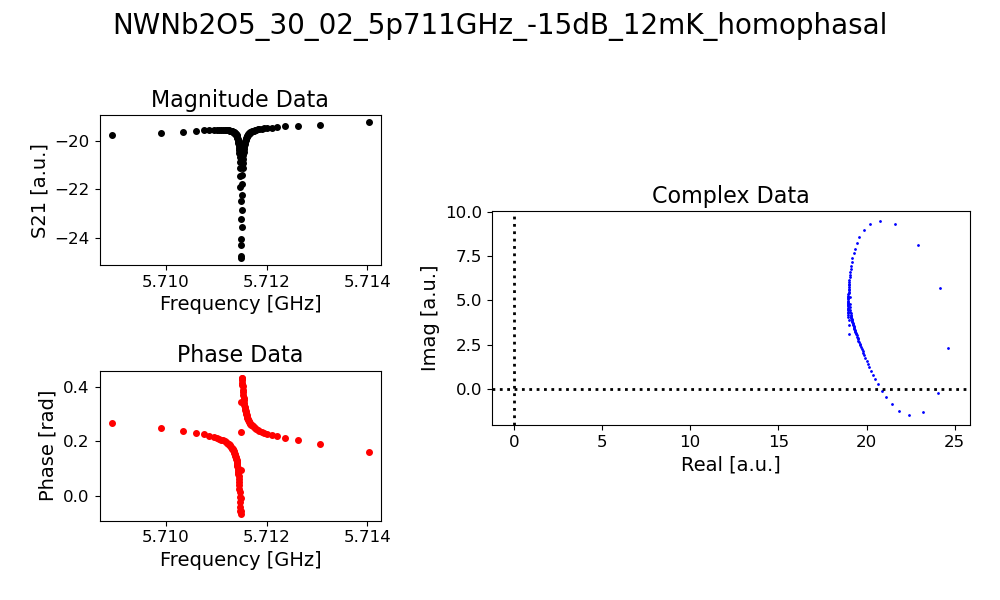 NWNb2O5_30_02_5p711GHz_-15dB_12mK_homophasal
Magnitude Data
S21 [a.u.]
−20
−22
−24
5.710 5.712 5.714
Frequency [GHz]
Phase Data
Phase [rad]
0.4
0.2
0.0
5.710 5.712 5.714
Frequency [GHz]
Complex Data
Imag [a.u.]
10.0
7.5
5.0
2.5
0.0
0 5 10 15 20 25
Real [a.u.]